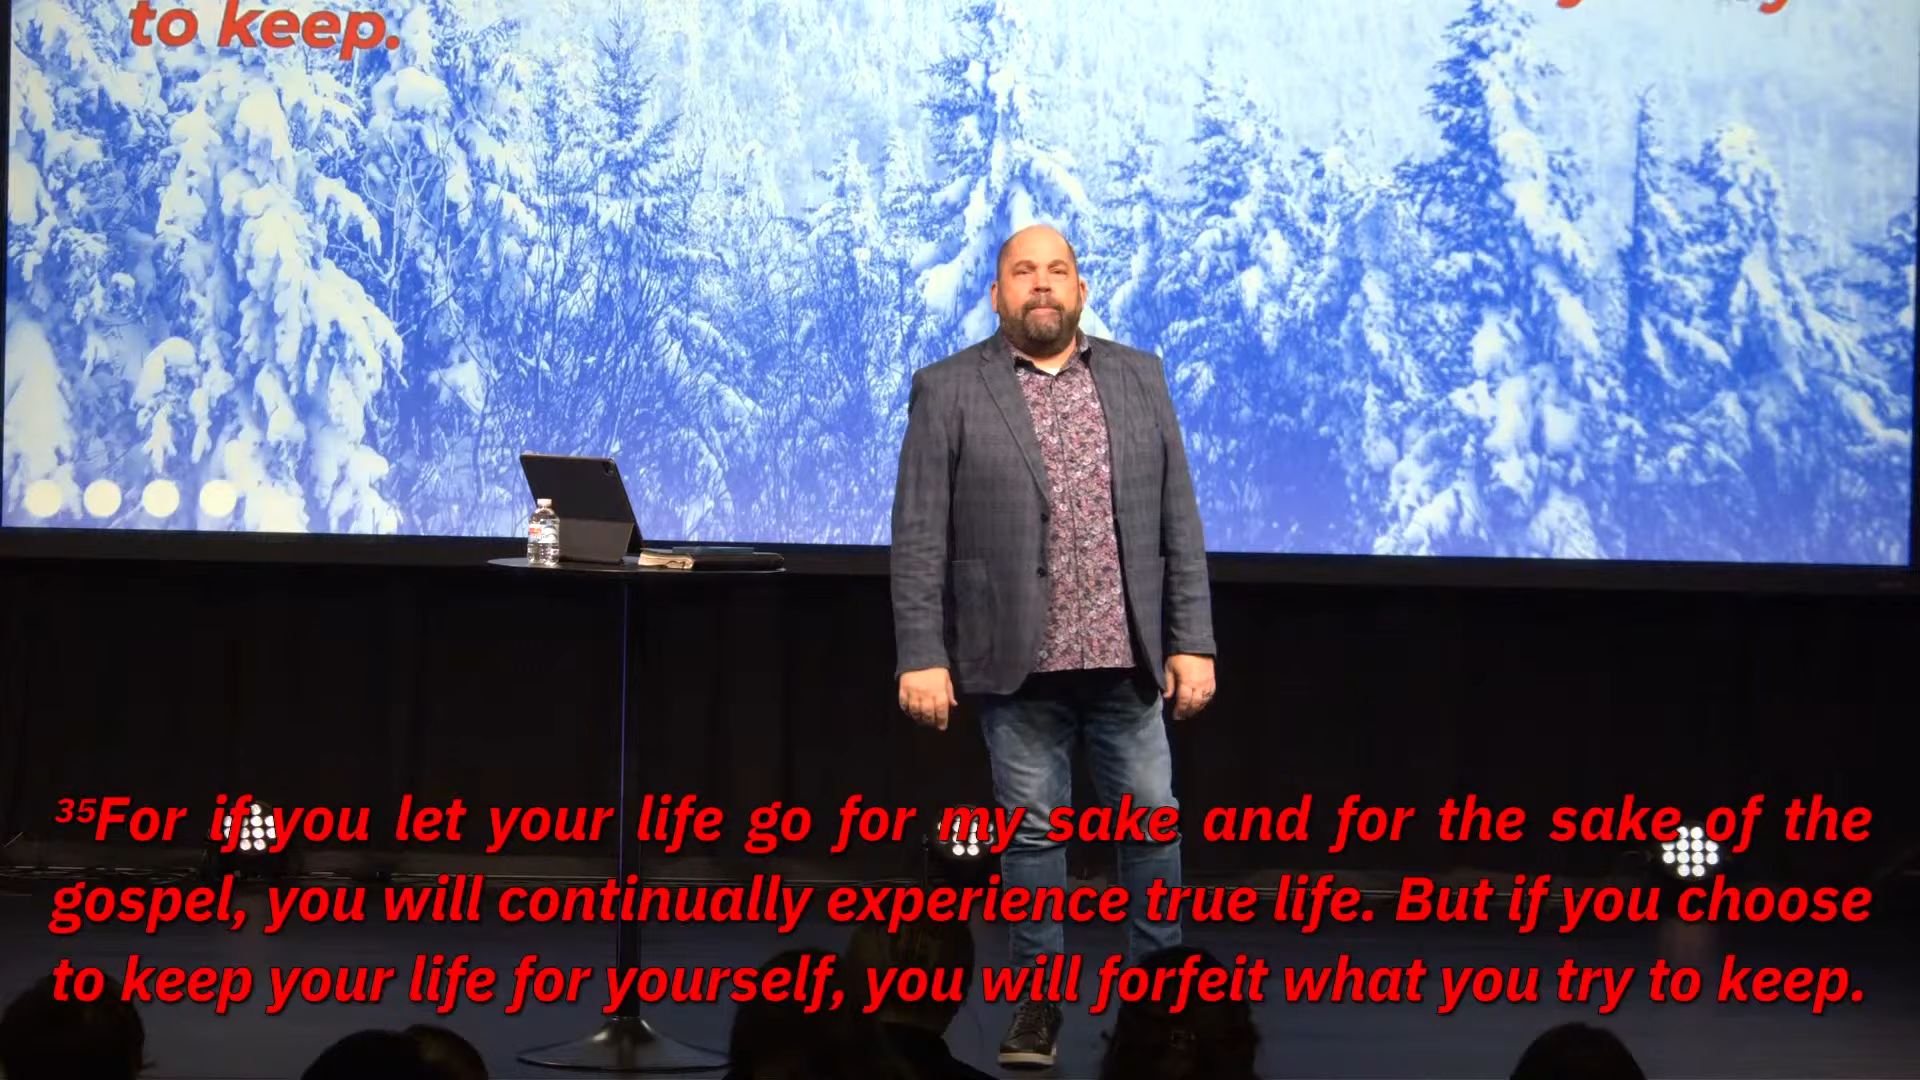 to keep.
³⁵For if you let your life go for my sake and for the sake of the
gospel, you will continually experience true life. But if you choose
to keep your life for yourself, you will forfeit what you try to keep.